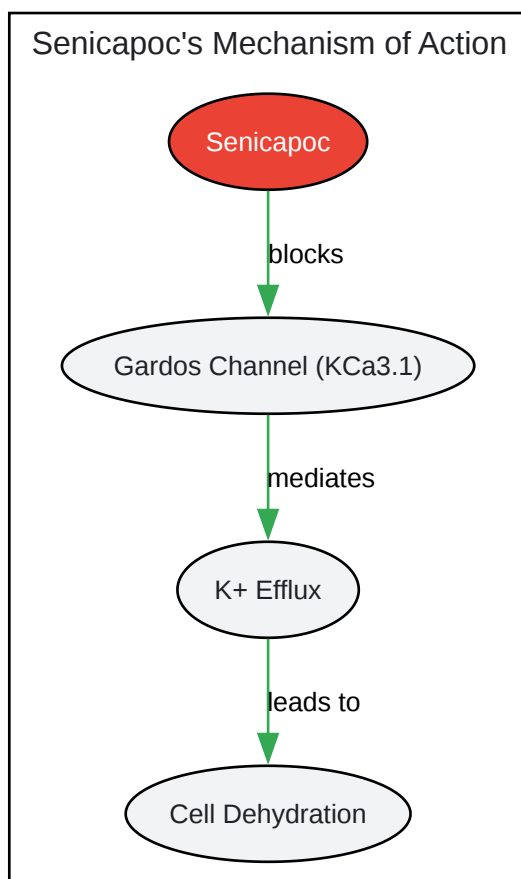 Senicapoc's Mechanism of Action
Senicapoc
blocks
Gardos Channel (KCa3.1)
mediates
K+ Efflux
leads to
Cell Dehydration